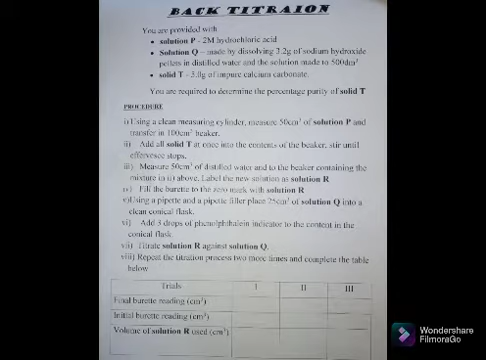 BACK TITRAION
You are provided with
• solution P - 2M hydrochloric acid
• Solution Q – made by dissolving 3.2g of sodium hydroxide
pellets in distilled water and the solution made to 500dm³
• solid T - 3.0g of impure calcium carbonate.
You are required to determine the percentage purity of solid T
PROCEDURE
i) Using a clean measuring cylinder, measure 50cm³ of solution P and
transfer in 100cm³ beaker.
ii) Add all solid T at once into the contents of the beaker, stir until
effervesce stops.
iii) Measure 50cm³ of distilled water and to the beaker containing the
mixture in ii) above. Label the new solution as solution R
iv) Fill the burette to the zero mark with solution R
v) Using a pipette and a pipette filler place 25cm³ of solution Q into a
clean conical flask.
vi) Add 3 drops of phenolphthalein indicator to the content in the
conical flask.
vii) Titrate solution R against solution Q.
viii) Repeat the titration process two more times and complete the table
below
Trials I II III
Final burette reading (cm³)
Initial burette reading (cm³)
Volume of solution R used (cm³)
Wondershare
FilmoraGo